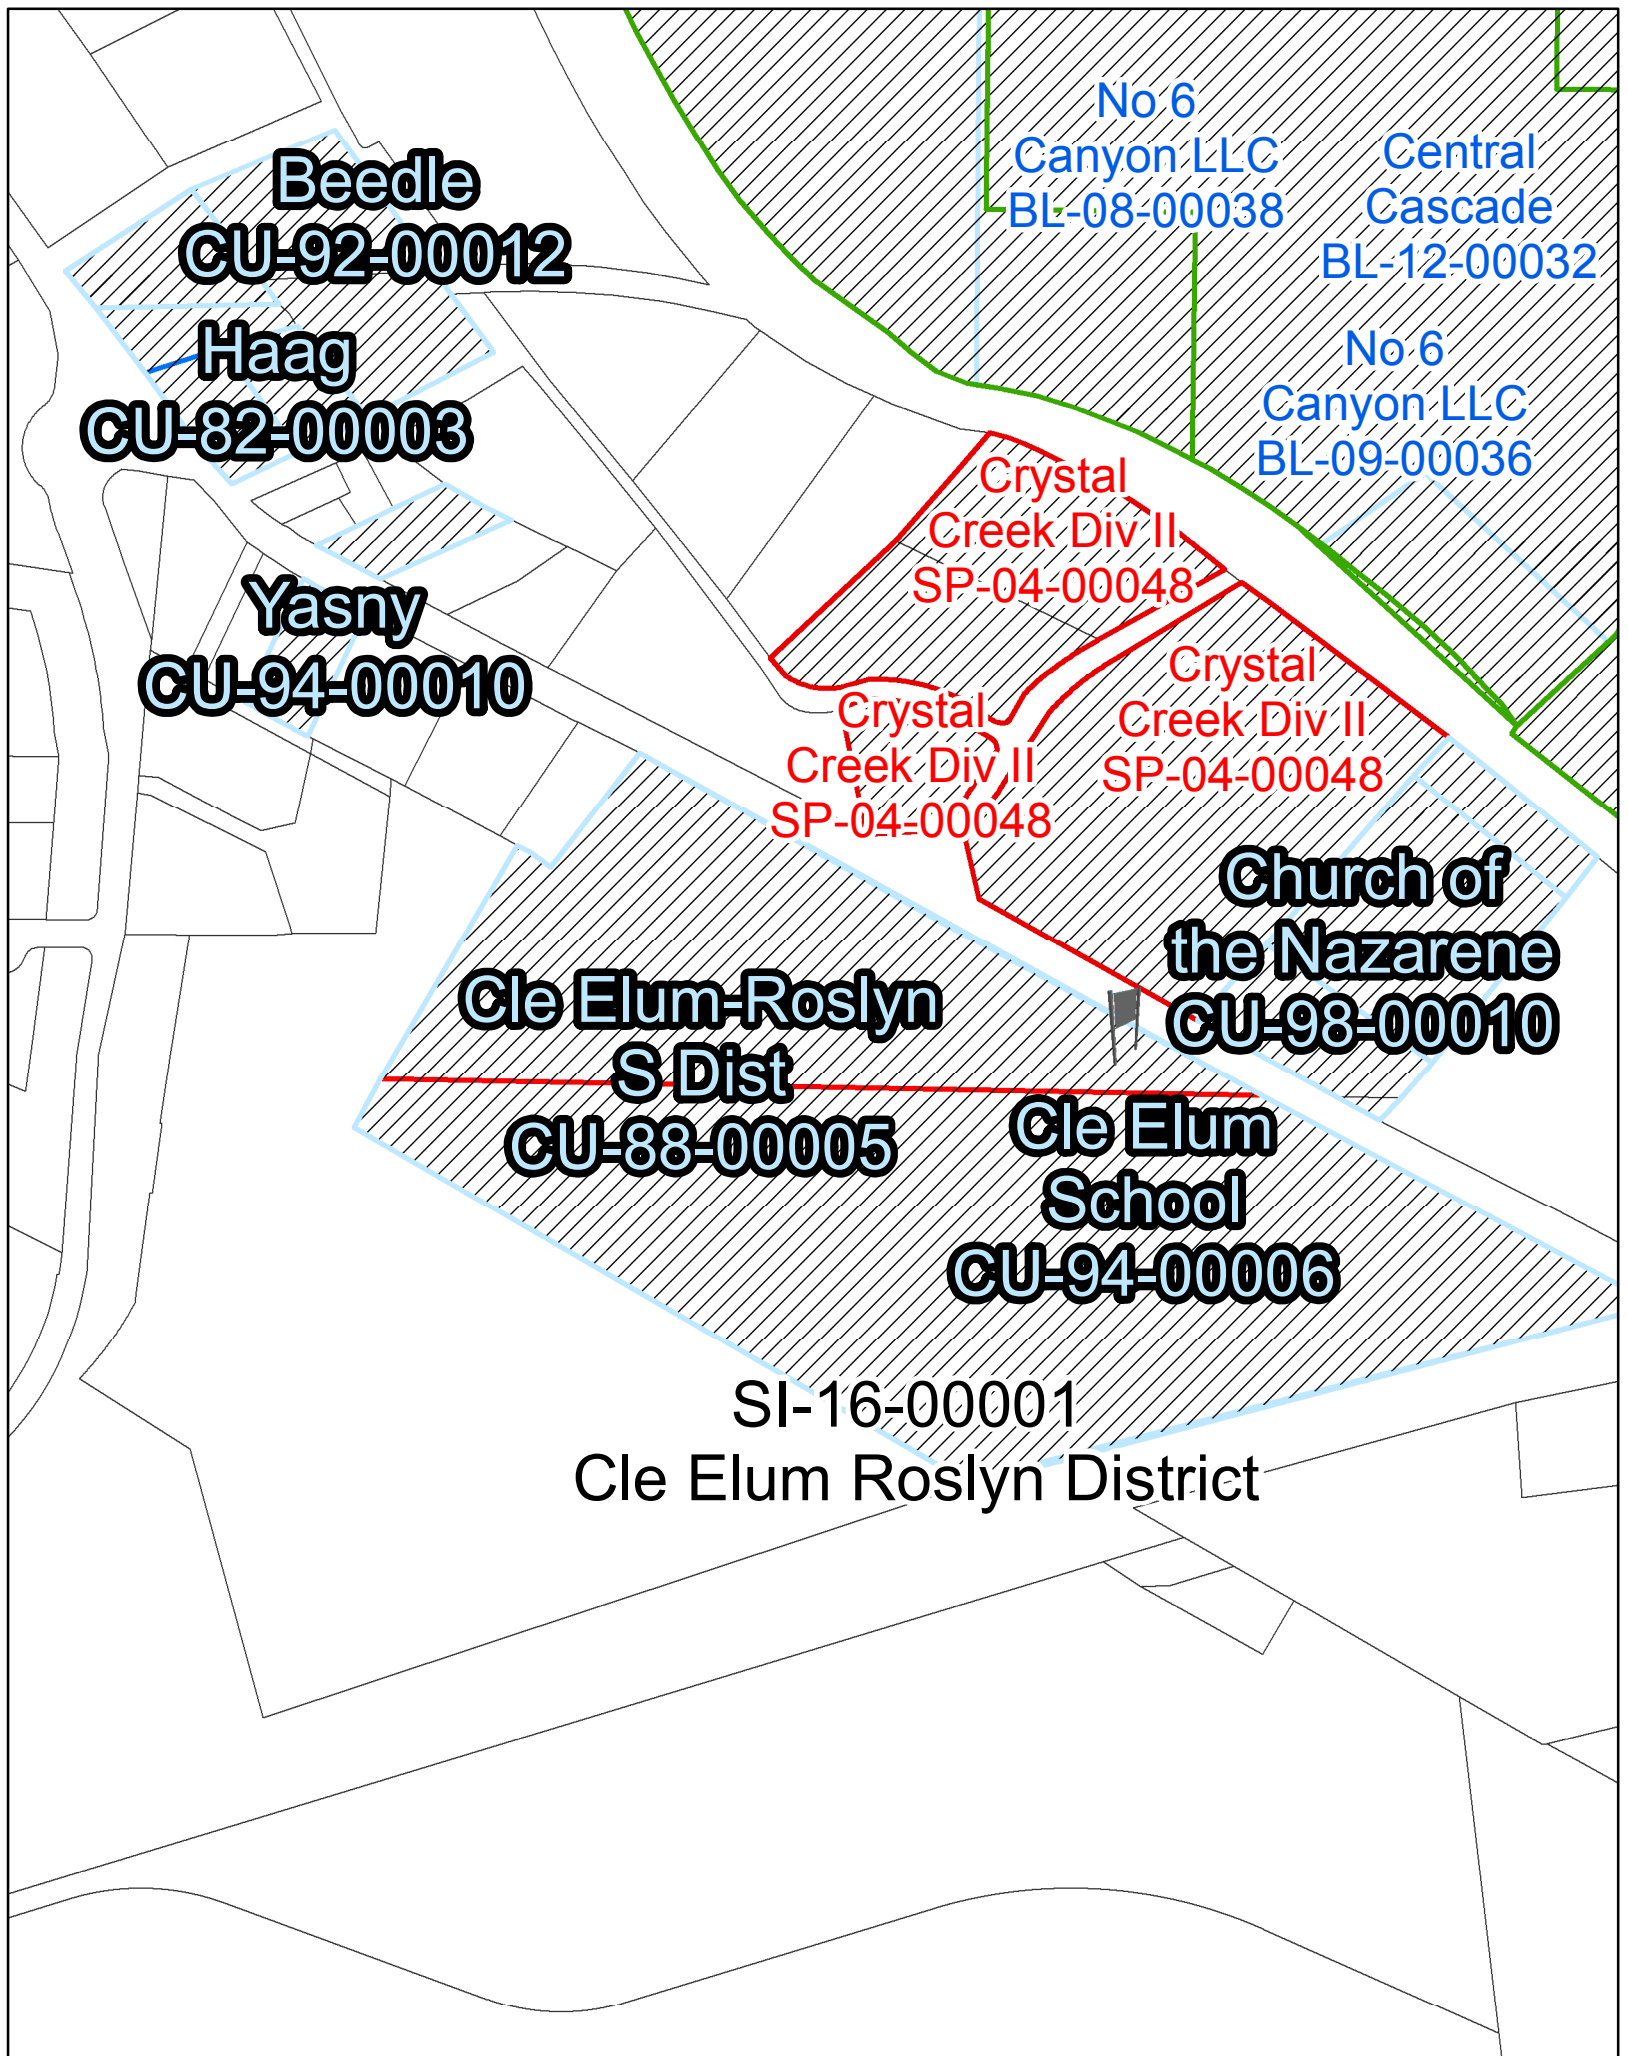 No 6
Canyon LLC
BL-08-00038
Central
Cascade
BL-12-00032
Beedle
CU-92-00012
Haag
CU-82-00003
No 6
Canyon LLC
BL-09-00036
Crystal
Creek Div II
SP-04-00048
Yasny
CU-94-00010
Crystal
Creek Div II
SP-04-00048
Crystal
Creek Div II
SP-04-00048
Church of
the Nazarene
CU-98-00010
Cle Elum-Roslyn
S Dist
CU-88-00005
Cle Elum
School
CU-94-00006
SI-16-00001
Cle Elum Roslyn District